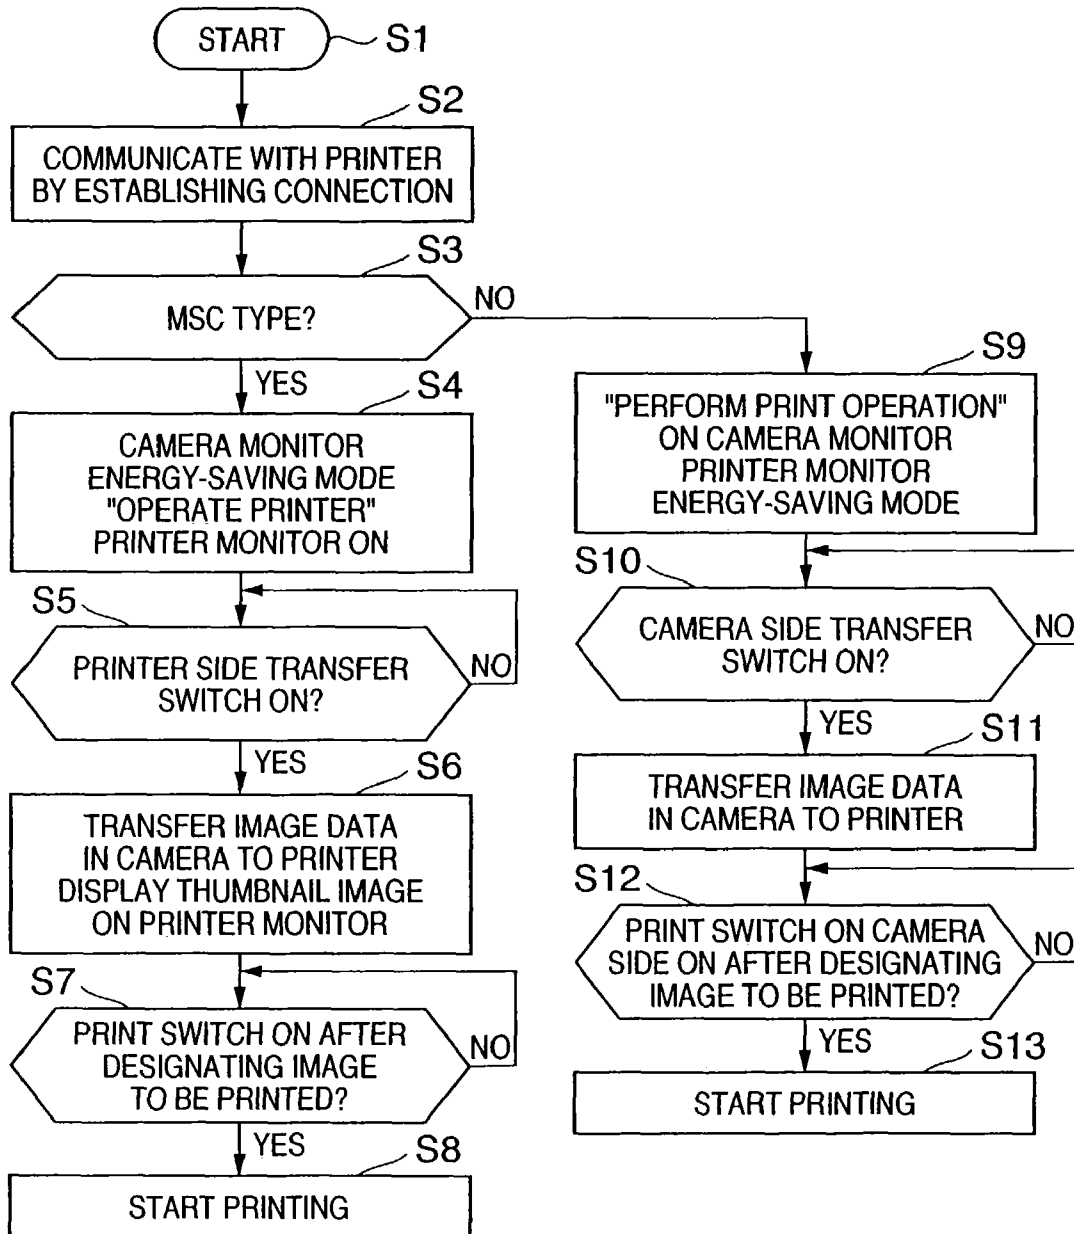 START
S1
S2
COMMUNICATE WITH PRINTER
BY ESTABLISHING CONNECTION
S3
MSC TYPE?
NO
YES
S4
CAMERA MONITOR
ENERGY-SAVING MODE
"OPERATE PRINTER"
PRINTER MONITOR ON
S5
PRINTER SIDE TRANSFER
SWITCH ON?
NO
YES
S6
TRANSFER IMAGE DATA
IN CAMERA TO PRINTER
DISPLAY THUMBNAIL IMAGE
ON PRINTER MONITOR
S7
PRINT SWITCH ON AFTER
DESIGNATING IMAGE
TO BE PRINTED?
NO
YES
S8
START PRINTING
S9
"PERFORM PRINT OPERATION"
ON CAMERA MONITOR
PRINTER MONITOR
ENERGY-SAVING MODE
S10
CAMERA SIDE TRANSFER
SWITCH ON?
NO
YES
S11
TRANSFER IMAGE DATA
IN CAMERA TO PRINTER
S12
PRINT SWITCH ON CAMERA
SIDE ON AFTER DESIGNATING
IMAGE TO BE PRINTED?
NO
YES
S13
START PRINTING